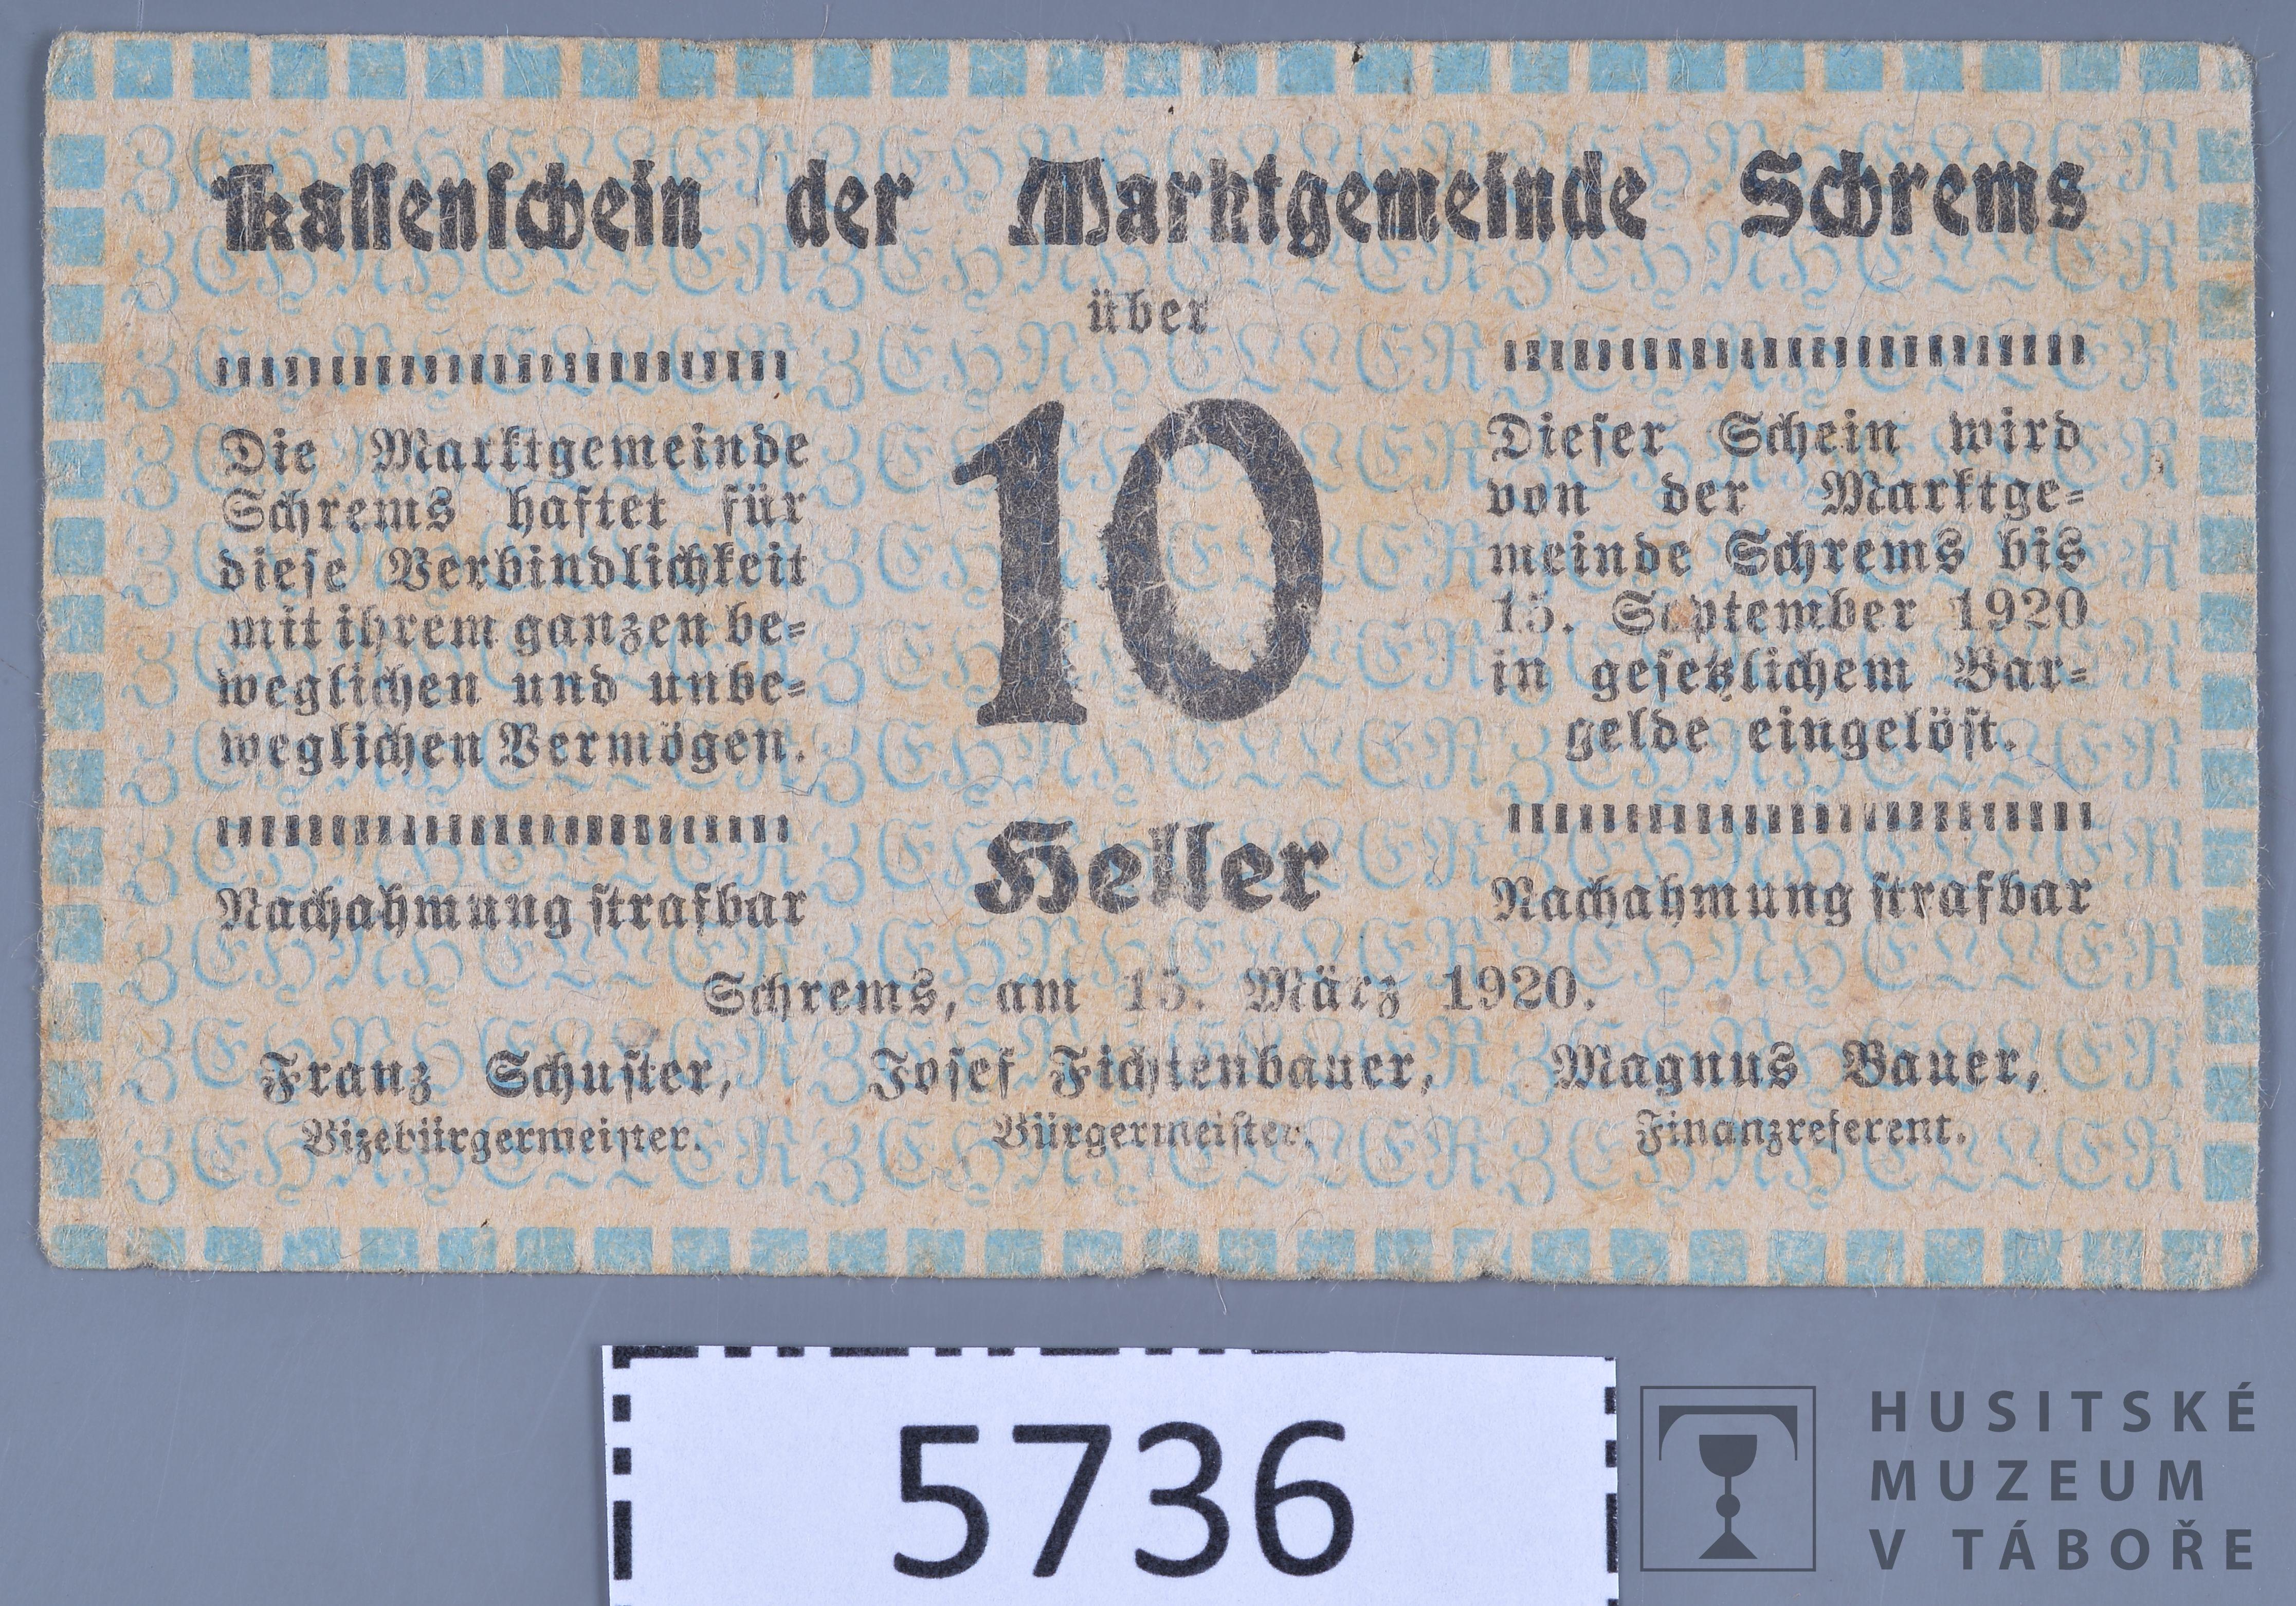 Kassenschein der Marktgemeinde Schrems
über
10
Heller
Die Marktgemeinde
Schrems haftet für
diese Verbindlichkeit
mit ihrem ganzen be=
weglichen und unbe=
weglichen Vermögen.
Nachahmung strafbar
Dieser Schein wird
von der Marktge=
meinde Schrems bis
15. September 1920
in gesetzlichem Bar=
gelde eingelöst.
Nachahmung strafbar
Schrems, am 15. März 1920.
Franz Schuster,
Vizebürgermeister.
Josef Fichtenbauer,
Bürgermeister.
Magnus Bauer,
Finanzreferent.
5736
HUSITSKÉ
MUZEUM
V TÁBOŘE